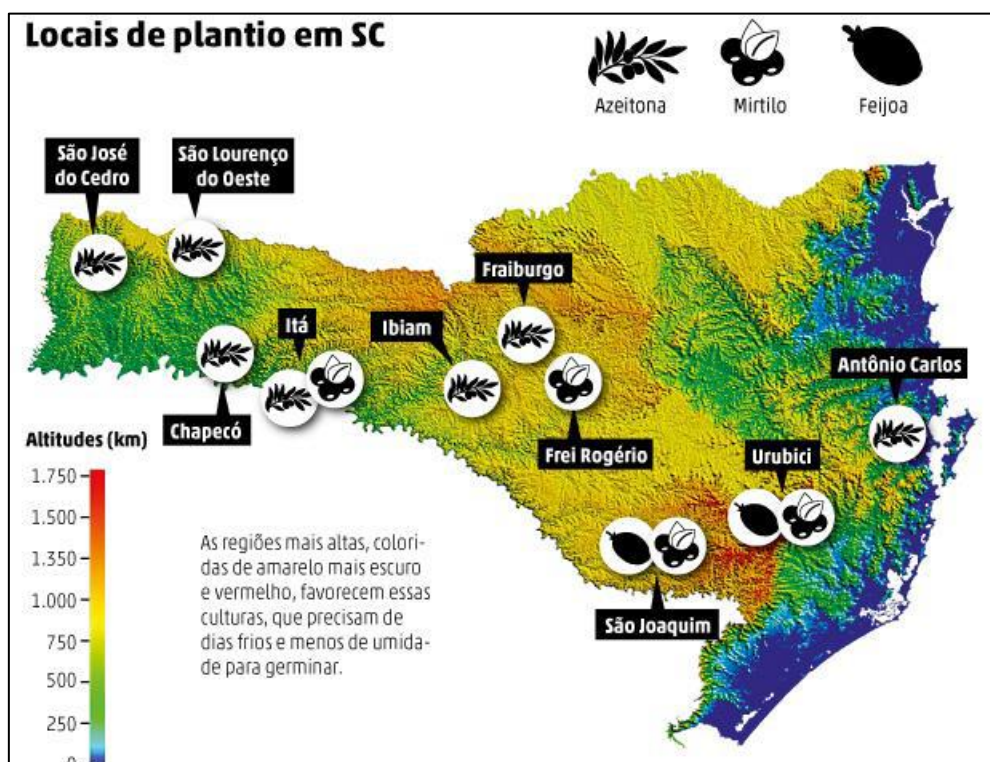 Locais de plantio em SC
Azeitona
Mirtilo
Feijoa
São José
do Cedro
São Lourenço
do Oeste
Fraiburgo
Itá
Ibiam
Antônio Carlos
Chapecó
Frei Rogério
Urubici
São Joaquim
Altitudes (km)
1.750
1.500
1.350
1.000
750
500
250
0
As regiões mais altas, colori-
das de amarelo mais escuro
e vermelho, favorecem essas
culturas, que precisam de
dias frios e menos de umida-
de para germinar.